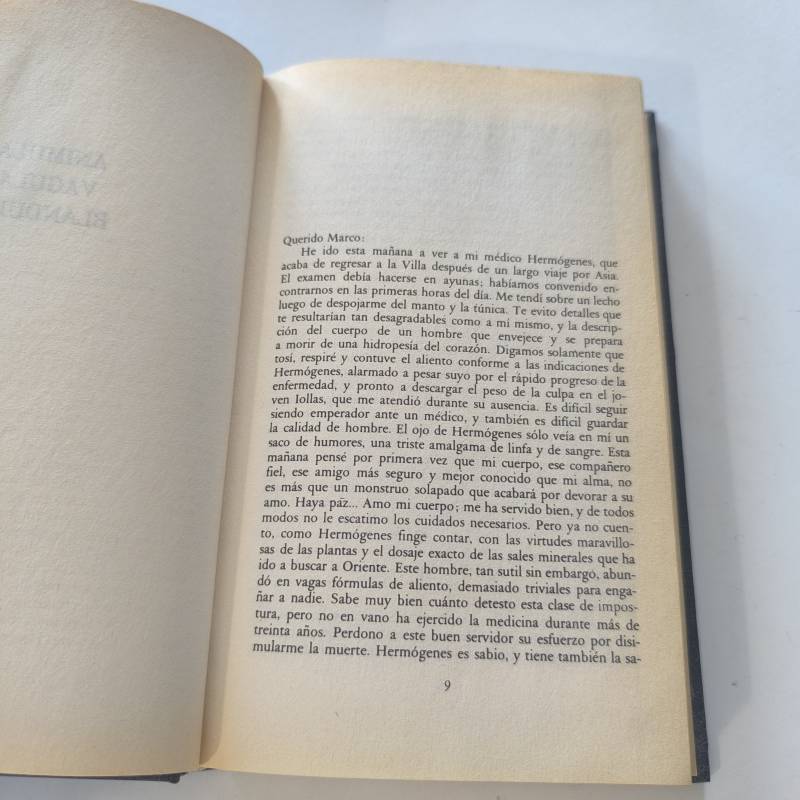 Querido Marco:
He ido esta mañana a ver a mi médico Hermógenes, que
acaba de regresar a la Villa después de un largo viaje por Asia.
El examen debía hacerse en ayunas; habíamos convenido en-
contrarnos en las primeras horas del día. Me tendí sobre un lecho
luego de despojarme del manto y la túnica. Te evito detalles que
te resultarían tan desagradables como a mí mismo, y la descrip-
ción del cuerpo de un hombre que envejece y se prepara
a morir de una hidropesía del corazón. Digamos solamente que
tosí, respiré y contuve el aliento conforme a las indicaciones de
Hermógenes, alarmado a pesar suyo por el rápido progreso de la
enfermedad, y pronto a descargar el peso de la culpa en el jo-
ven Iollas, que me atendió durante su ausencia. Es difícil seguir
siendo emperador ante un médico, y también es difícil guardar
la calidad de hombre. El ojo de Hermógenes sólo veía en mí un
saco de humores, una triste amalgama de linfa y de sangre. Esta
mañana pensé por primera vez que mi cuerpo, ese compañero
fiel, ese amigo más seguro y mejor conocido que mi alma, no
es más que un monstruo solapado que acabará por devorar a su
amo. Haya paz... Amo mi cuerpo; me ha servido bien, y de todos
modos no le escatimo los cuidados necesarios. Pero ya no cuen-
to, como Hermógenes finge contar, con las virtudes maravillo-
sas de las plantas y el dosaje exacto de las sales minerales que ha
ido a buscar a Oriente. Este hombre, tan sutil sin embargo, abun-
dó en vagas fórmulas de aliento, demasiado triviales para enga-
ñar a nadie. Sabe muy bien cuánto detesto esta clase de impos-
tura, pero no en vano ha ejercido la medicina durante más de
treinta años. Perdono a este buen servidor su esfuerzo por disi-
mularme la muerte. Hermógenes es sabio, y tiene también la sa-
9